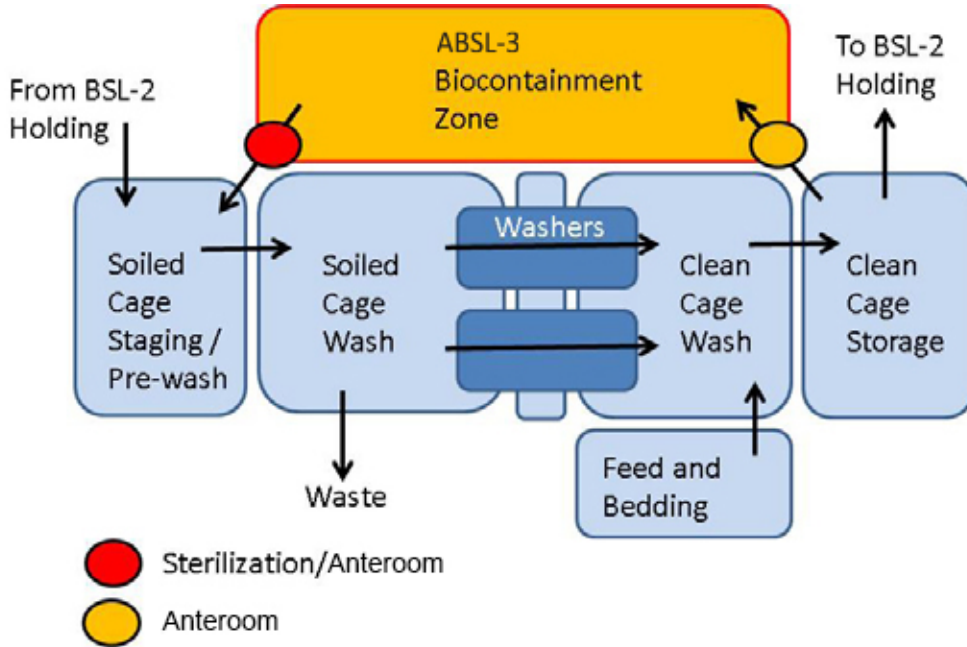 ABSL-3
Biocontainment
Zone
From BSL-2
Holding
To BSL-2
Holding
Soiled
Cage
Staging /
Pre-wash
Soiled
Cage
Wash
Washers
Clean
Cage
Wash
Clean
Cage
Storage
Waste
Feed and
Bedding
Sterilization/Anteroom
Anteroom